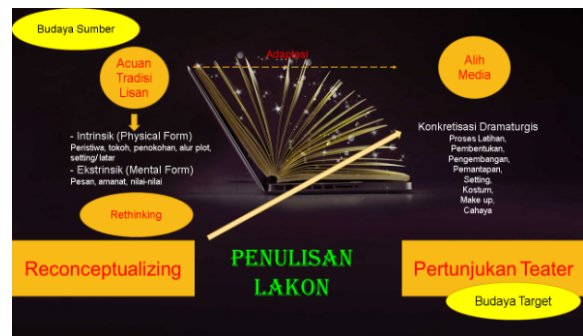 Budaya Sumber
Acuan
Tradisi
Lisan
Adaptasi
Alih
Media
- Intrinsik (Physical Form)
Peristiwa, tokoh, penokohan, alur plot,
setting/ latar
- Ekstrinsik (Mental Form)
Pesan, amanat, nilai-nilai
Konkretisasi Dramaturgis
Proses Latihan,
Pembentukan,
Pengembangan,
Pemantapan,
Setting,
Kostum,
Make up,
Cahaya
Rethinking
Reconceptualizing
PENULISAN
LAKON
Pertunjukan Teater
Budaya Target